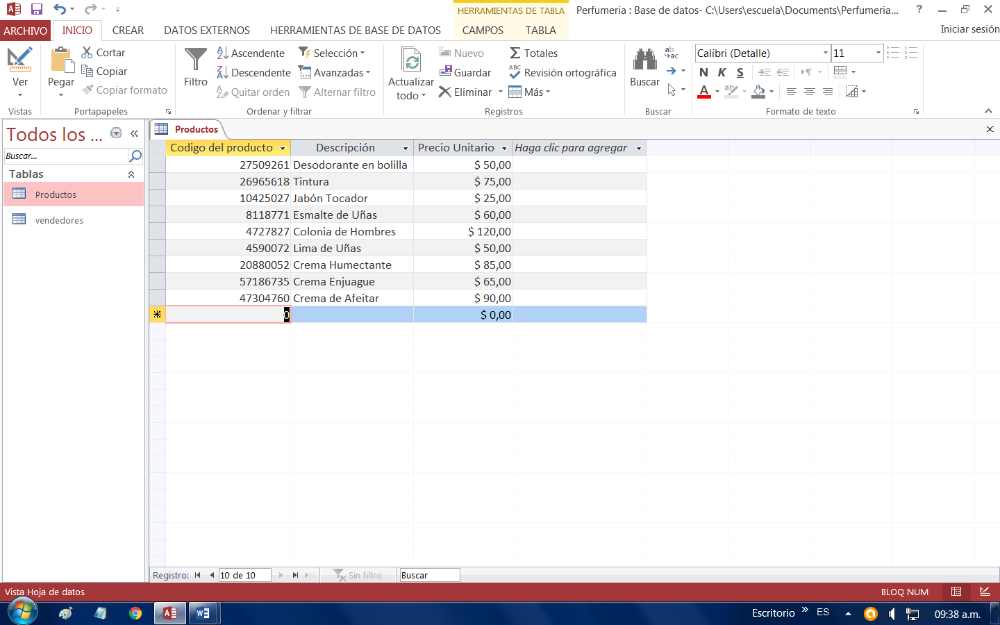 HERRAMIENTAS DE TABLA
Perfumeria : Base de datos- C:\Users\escuela\Documents\Perfumeria...
?
ARCHIVO INICIO CREAR DATOS EXTERNOS HERRAMIENTAS DE BASE DE DATOS CAMPOS TABLA
Iniciar sesión
Ver
Vistas
Pegar
Cortar
Copiar
Copiar formato
Portapapeles
Filtro
Ascendente
Descendente
Quitar orden
Selección
Avanzadas
Alternar filtro
Ordenar y filtrar
Actualizar
todo
Nuevo
Guardar
Eliminar
Totales
Revisión ortográfica
Más
Registros
Buscar
Buscar
Calibri (Detalle) 11
N K S
Formato de texto
Todos los ...
Buscar...
Tablas
Productos
vendedores
Productos
Codigo del producto Descripción Precio Unitario Haga clic para agregar
27509261 Desodorante en bolilla $ 50,00
26965618 Tintura $ 75,00
10425027 Jabón Tocador $ 25,00
8118771 Esmalte de Uñas $ 60,00
4727827 Colonia de Hombres $ 120,00
4590072 Lima de Uñas $ 50,00
20880052 Crema Humectante $ 85,00
57186735 Crema Enjuague $ 65,00
47304760 Crema de Afeitar $ 90,00
0 $ 0,00
Registro: 10 de 10 Sin filtro Buscar
Vista Hoja de datos
BLOQ NUM
Escritorio » ES 09:38 a.m.